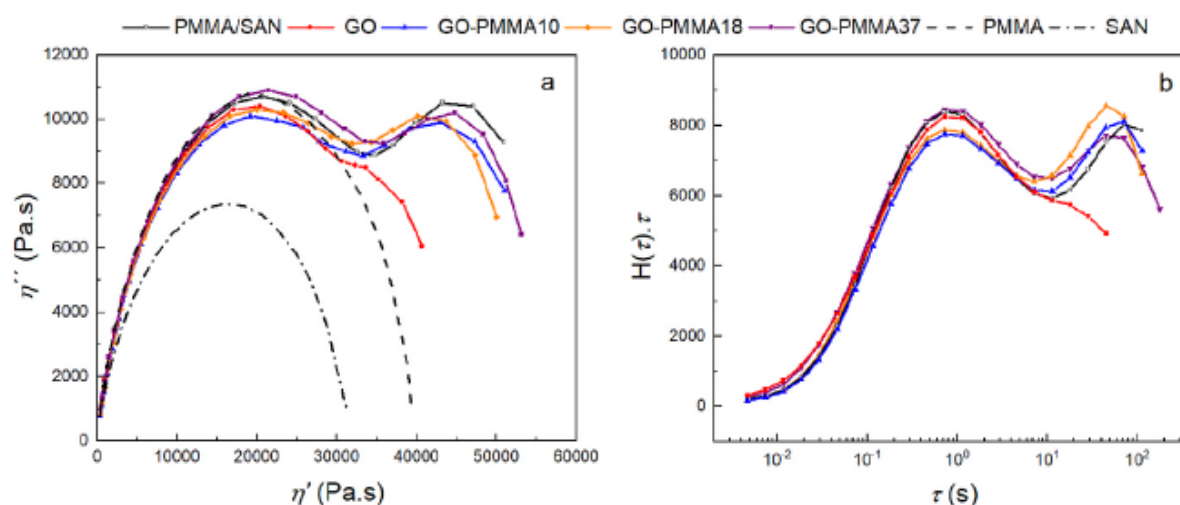 PMMA/SAN GO GO-PMMA10 GO-PMMA18 GO-PMMA37 PMMA SAN
a
12000
10000
8000
6000
4000
2000
0
η´´ (Pa.s)
0 10000 20000 30000 40000 50000 60000
η′ (Pa.s)
b
10000
8000
6000
4000
2000
0
H(τ).τ
10⁻² 10⁻¹ 10⁰ 10¹ 10²
τ (s)